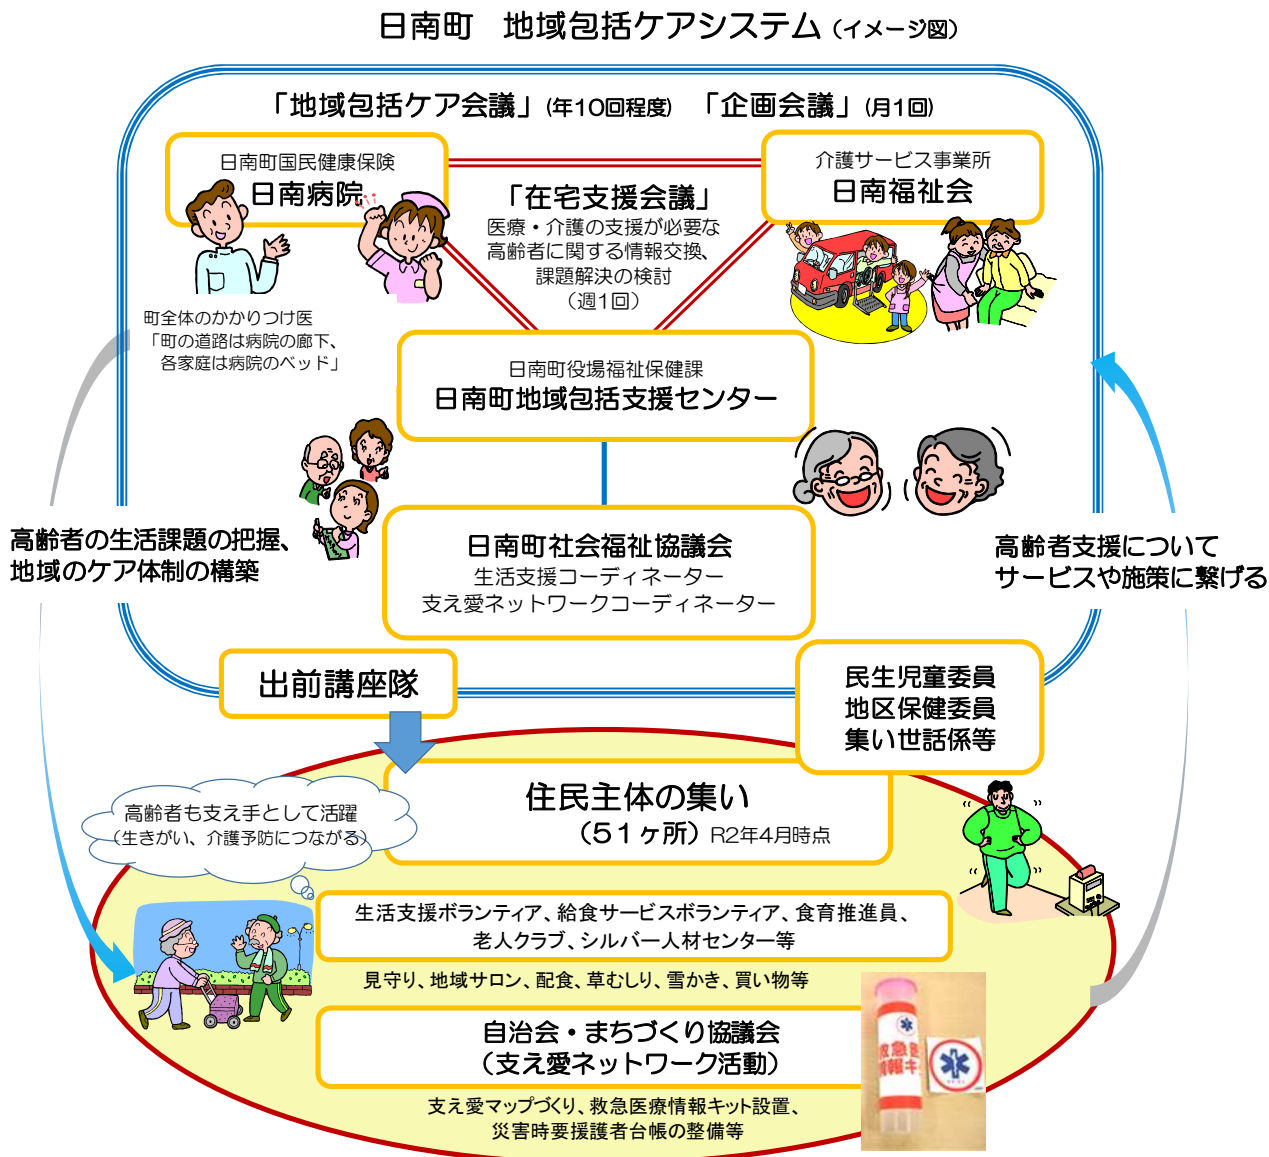 日南町 地域包括ケアシステム（イメージ図）
「地域包括ケア会議」（年10回程度） 「企画会議」（月1回）
日南町国民健康保険
日南病院
介護サービス事業所
日南福祉会
「在宅支援会議」
医療・介護の支援が必要な
高齢者に関する情報交換、
課題解決の検討
（週1回）
町全体のかかりつけ医
「町の道路は病院の廊下、
各家庭は病院のベッド」
日南町役場福祉保健課
日南町地域包括支援センター
高齢者の生活課題の把握、
地域のケア体制の構築
日南町社会福祉協議会
生活支援コーディネーター
支え愛ネットワークコーディネーター
高齢者支援について
サービスや施策に繋げる
出前講座隊
民生児童委員
地区保健委員
集い世話係等
住民主体の集い
（51ヶ所）R2年4月時点
高齢者も支え手として活躍
（生きがい、介護予防につながる）
生活支援ボランティア、給食サービスボランティア、食育推進員、
老人クラブ、シルバー人材センター等
見守り、地域サロン、配食、草むしり、雪かき、買い物等
自治会・まちづくり協議会
（支え愛ネットワーク活動）
支え愛マップづくり、救急医療情報キット設置、
災害時要援護者台帳の整備等
救急医
情報キ